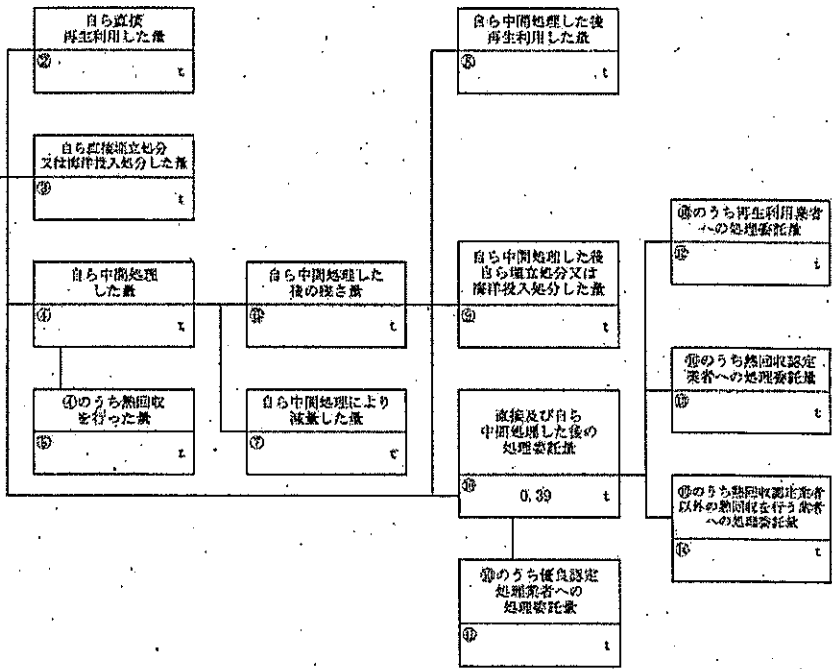 自ら直接
再生利用した量
②
t
自ら中間処理した後
再生利用した量
⑧
t
自ら直接埋立処分
又は海洋投入処分した量
③
t
⑩のうち再生利用業者
への処理委託量
⑫
t
自ら中間処理
した量
④
t
自ら中間処理した
後の残さ量
⑥
t
自ら中間処理した後
自ら埋立処分又は
海洋投入処分した量
⑨
t
⑩のうち熱回収認定
業者への処理委託量
⑬
t
④のうち熱回収
を行った量
⑤
t
自ら中間処理により
減量した量
⑦
t
直接及び自ら
中間処理した後の
処理委託量
⑩
0.39 t
⑩のうち熱回収認定業者
以外の熱回収を行う業者
への処理委託量
⑭
t
⑩のうち優良認定
処理業者への
処理委託量
⑪
t